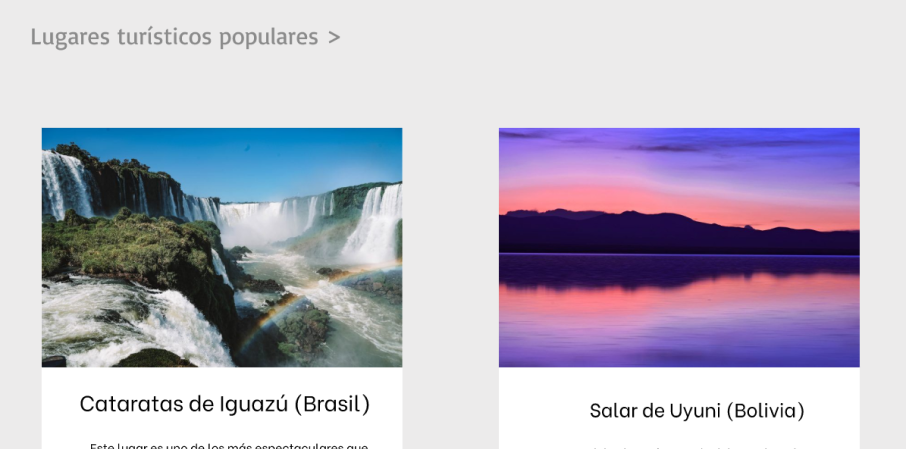 Lugares turísticos populares >
Cataratas de Iguazú (Brasil)
Salar de Uyuni (Bolivia)
Este lugar es uno de los más espectaculares que